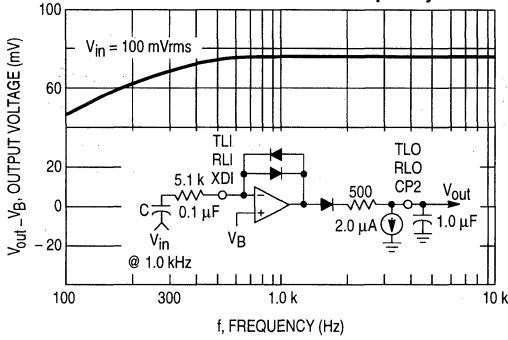 100
60
20
0
– 20
Vout – VB, OUTPUT VOLTAGE (mV)
Vin = 100 mVrms
TLI
RLI
XDI
5.1 k
C
0.1 μF
Vin
@ 1.0 kHz
VB
–
+
500
2.0 μA
TLO
RLO
CP2
Vout
1.0 μF
100
300
1.0 k
10 k
f, FREQUENCY (Hz)